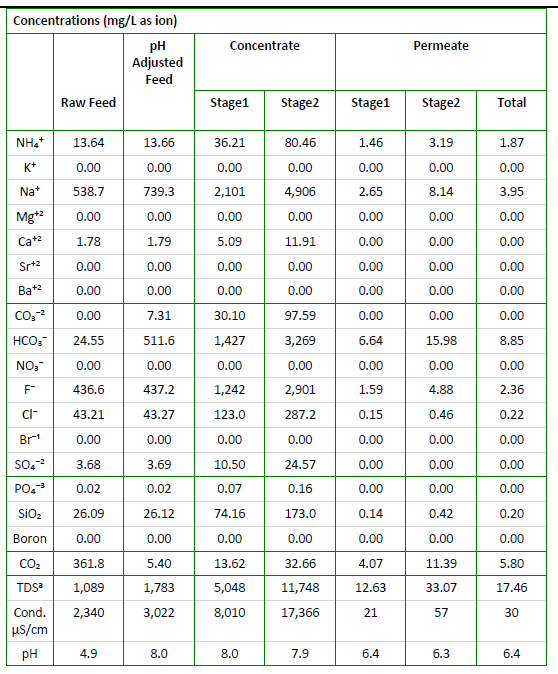 Concentrations (mg/L as ion)
Raw Feed pH Adjusted Feed Concentrate Permeate
Stage1 Stage2 Stage1 Stage2 Total
NH₄⁺ 13.64 13.66 36.21 80.46 1.46 3.19 1.87
K⁺ 0.00 0.00 0.00 0.00 0.00 0.00 0.00
Na⁺ 538.7 739.3 2,101 4,906 2.65 8.14 3.95
Mg⁺² 0.00 0.00 0.00 0.00 0.00 0.00 0.00
Ca⁺² 1.78 1.79 5.09 11.91 0.00 0.00 0.00
Sr⁺² 0.00 0.00 0.00 0.00 0.00 0.00 0.00
Ba⁺² 0.00 0.00 0.00 0.00 0.00 0.00 0.00
CO₃⁻² 0.00 7.31 30.10 97.59 0.00 0.00 0.00
HCO₃⁻ 24.55 511.6 1,427 3,269 6.64 15.98 8.85
NO₃⁻ 0.00 0.00 0.00 0.00 0.00 0.00 0.00
F⁻ 436.6 437.2 1,242 2,901 1.59 4.88 2.36
Cl⁻ 43.21 43.27 123.0 287.2 0.15 0.46 0.22
Br⁻¹ 0.00 0.00 0.00 0.00 0.00 0.00 0.00
SO₄⁻² 3.68 3.69 10.50 24.57 0.00 0.00 0.00
PO₄⁻³ 0.02 0.02 0.07 0.16 0.00 0.00 0.00
SiO₂ 26.09 26.12 74.16 173.0 0.14 0.42 0.20
Boron 0.00 0.00 0.00 0.00 0.00 0.00 0.00
CO₂ 361.8 5.40 13.62 32.66 4.07 11.39 5.80
TDSᵃ 1,089 1,783 5,048 11,748 12.63 33.07 17.46
Cond. 2,340 3,022 8,010 17,366 21 57 30
µS/cm
pH 4.9 8.0 8.0 7.9 6.4 6.3 6.4